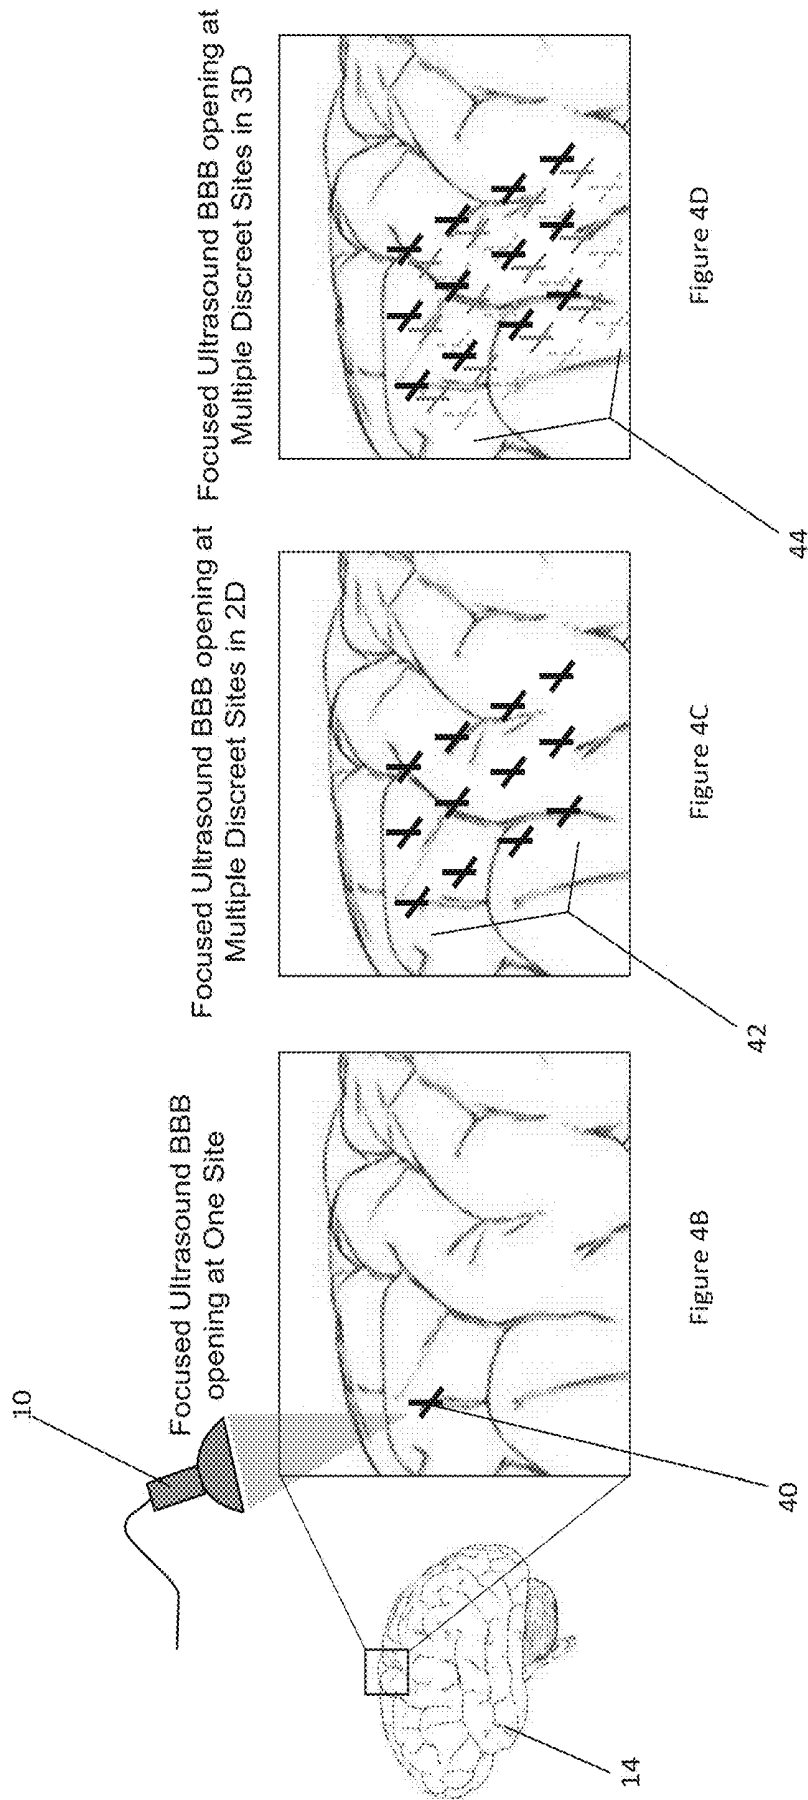 10
Focused Ultrasound BBB
opening at One Site
14
40
Figure 4B
Focused Ultrasound BBB opening at
Multiple Discreet Sites in 2D
42
Figure 4C
Focused Ultrasound BBB opening at
Multiple Discreet Sites in 3D
44
Figure 4D